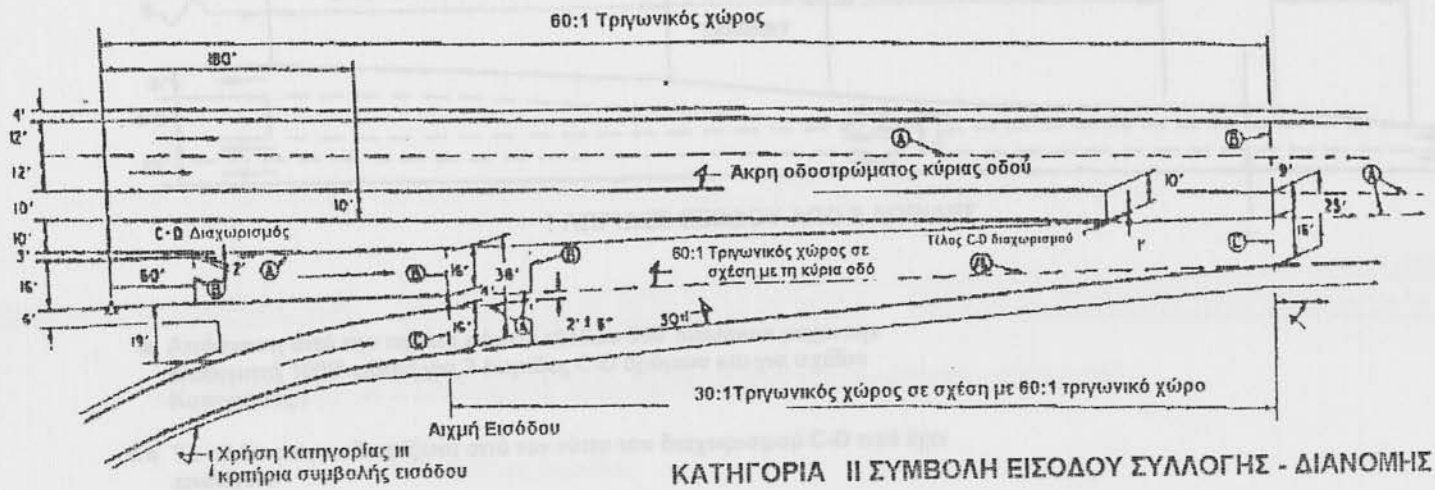 60:1 Τριγωνικός χώρος
180'
4'
12'
12'
10'
10'
3'
16'
6'
10'
C-D Διαχωρισμός
60'
2'
19'
Άκρη οδοστρώματος κύριας οδού
10'
9'
25'
16'
Τέλος C-D διαχωρισμού
1'
60:1 Τριγωνικός χώρος σε
σχέση με τη κύρια οδό
16'
38'
4'
16'
30:1
30:1 Τριγωνικός χώρος σε σχέση με 60:1 τριγωνικό χώρο
Αιχμή Εισόδου
Χρήση Κατηγορίας III
κριτήρια συμβολής εισόδου
ΚΑΤΗΓΟΡΙΑ II ΣΥΜΒΟΛΗ ΕΙΣΟΔΟΥ ΣΥΛΛΟΓΗΣ - ΔΙΑΝΟΜΗΣ